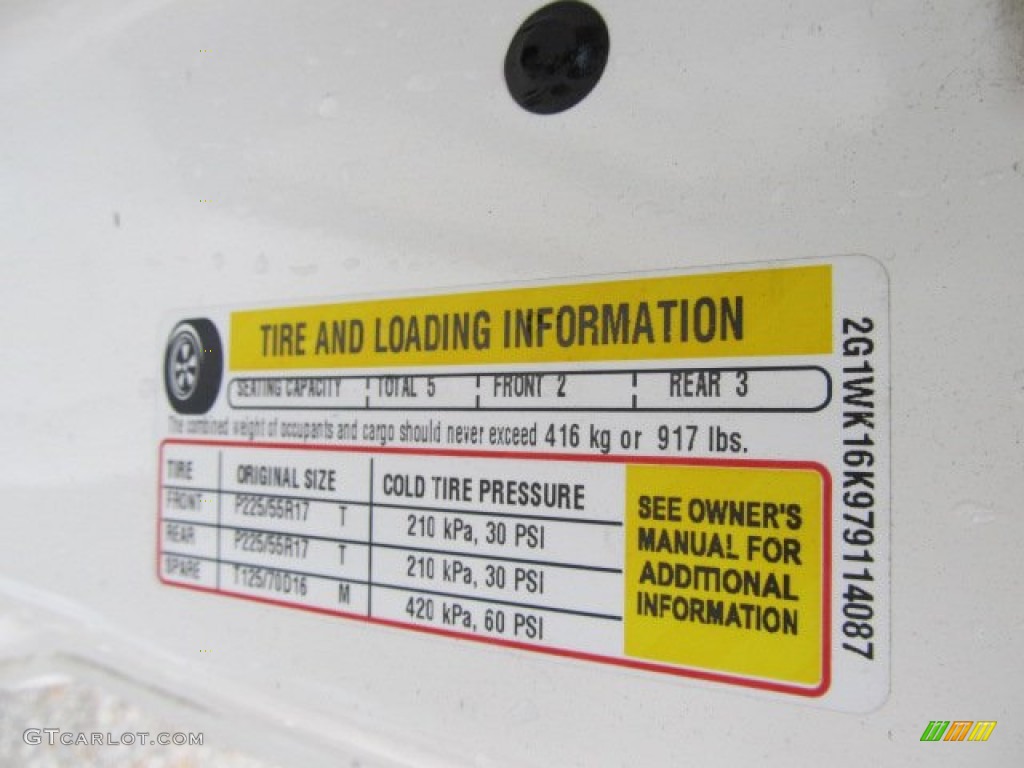 TIRE AND LOADING INFORMATION
SEATING CAPACITY TOTAL 5 FRONT 2 REAR 3
The combined weight of occupants and cargo should never exceed 416 kg or 917 lbs.
TIRE ORIGINAL SIZE COLD TIRE PRESSURE
FRONT P225/55R17 T 210 kPa, 30 PSI
REAR P225/55R17 T 210 kPa, 30 PSI
SPARE T125/70D16 M 420 kPa, 60 PSI
SEE OWNER'S
MANUAL FOR
ADDITIONAL
INFORMATION
2G1WK16K979114087
GTCARLOT.COM